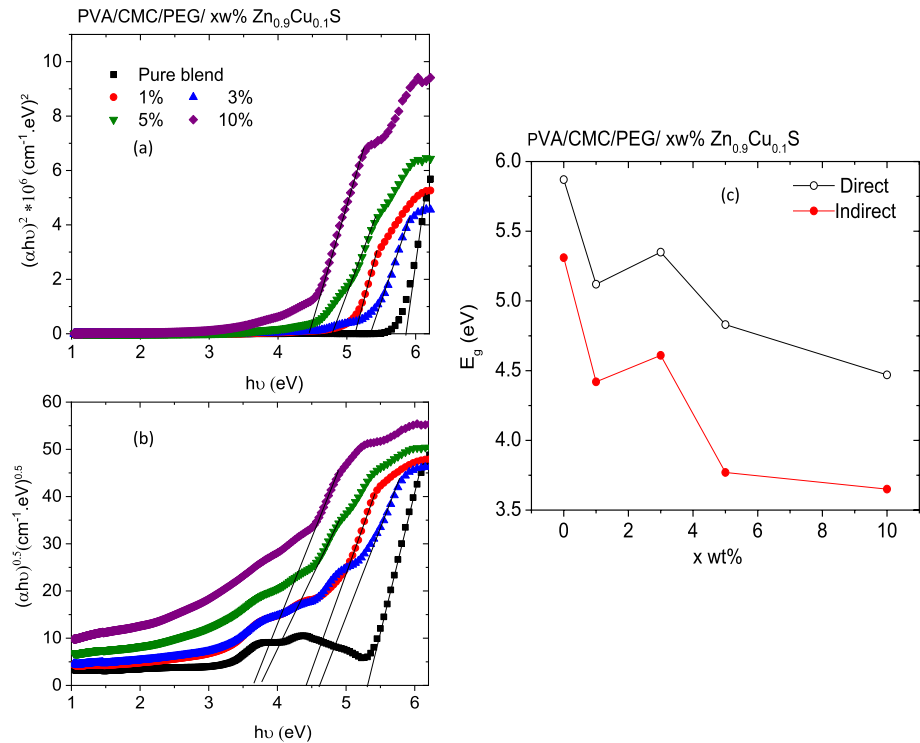 PVA/CMC/PEG/ xw% Zn₀.₉Cu₀.₁S
10
8
6
4
2
0
(αhυ)² *10⁶ (cm⁻¹.eV)²
Pure blend
1% 3%
5% 10%
(a)
1 2 3 4 5 6
hυ (eV)
60
50
40
30
20
10
0
(αhυ)⁰·⁵(cm⁻¹.eV)⁰·⁵
(b)
1 2 3 4 5 6
hυ (eV)
PVA/CMC/PEG/ xw% Zn₀.₉Cu₀.₁S
6.0
5.5
5.0
4.5
4.0
3.5
E_g (eV)
(c)
Direct
Indirect
0 2 4 6 8 10
x wt%